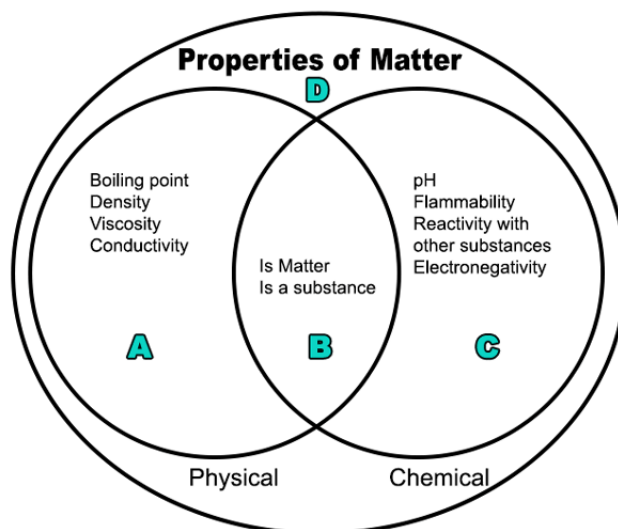 Properties of Matter
D
Boiling point
Density
Viscosity
Conductivity
Is Matter
Is a substance
pH
Flammability
Reactivity with
other substances
Electronegativity
A
B
C
Physical
Chemical